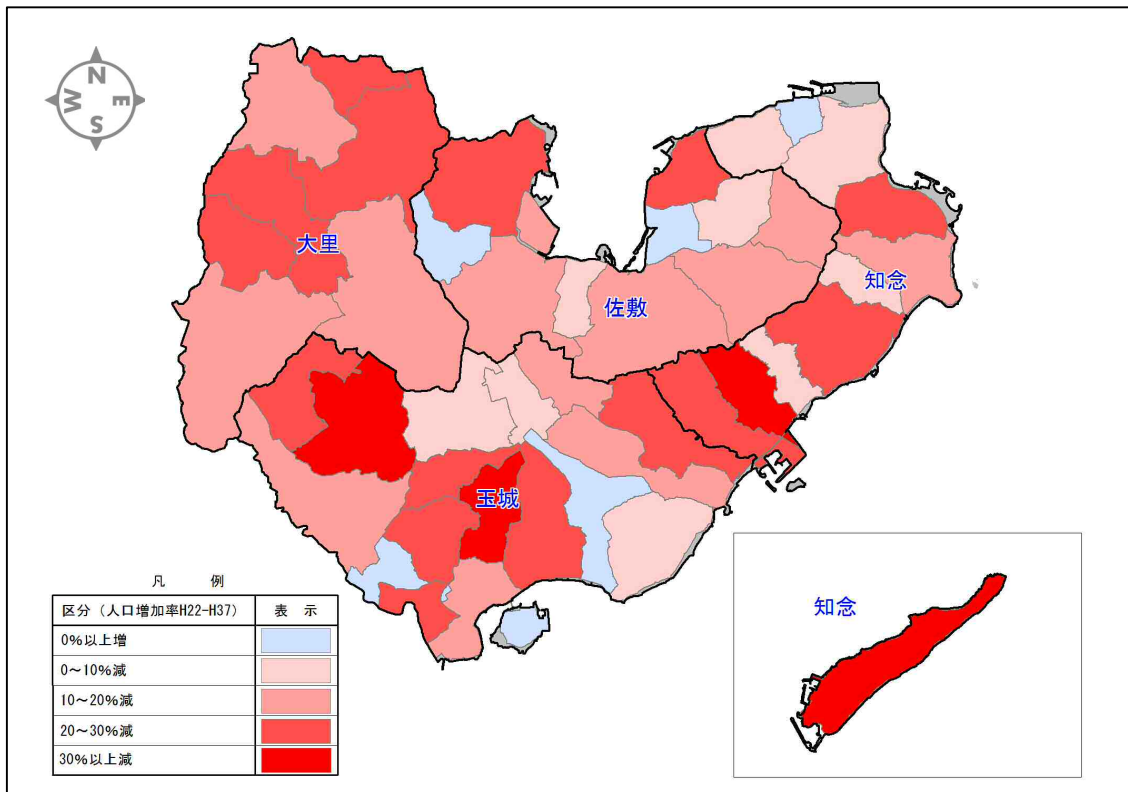 N
W
E
S
大里
佐敷
知念
玉城
知念
凡 例
区分（人口増加率H22-H37） 表 示
0%以上増
0～10%減
10～20%減
20～30%減
30%以上減